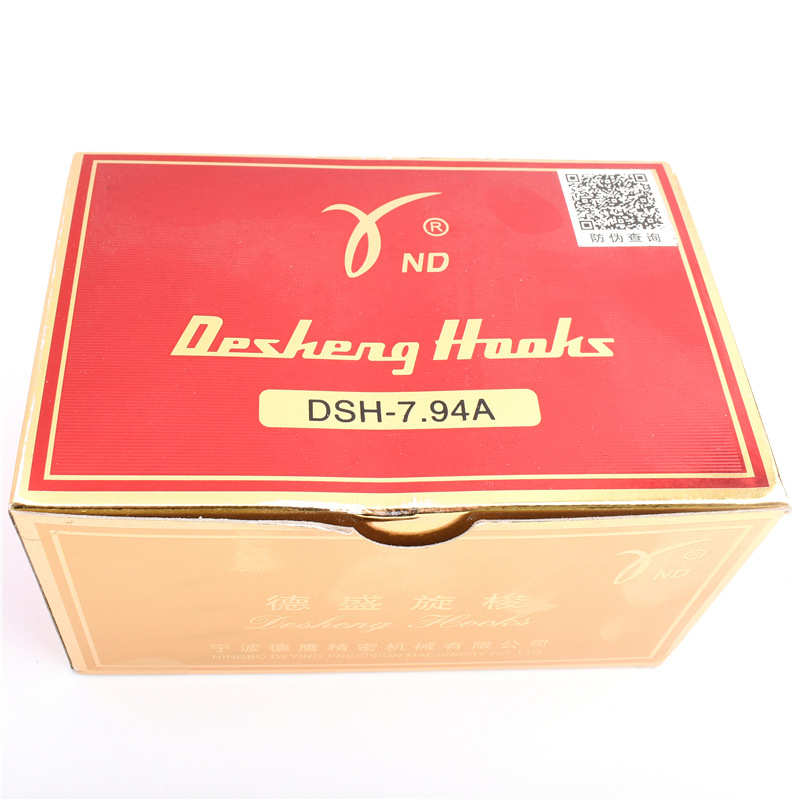 防伪查询
® ND
Desheng Hooks
DSH-7.94A
® ND
德盛旋梭
Desheng Hooks
宁波德鹰精密机械有限公司